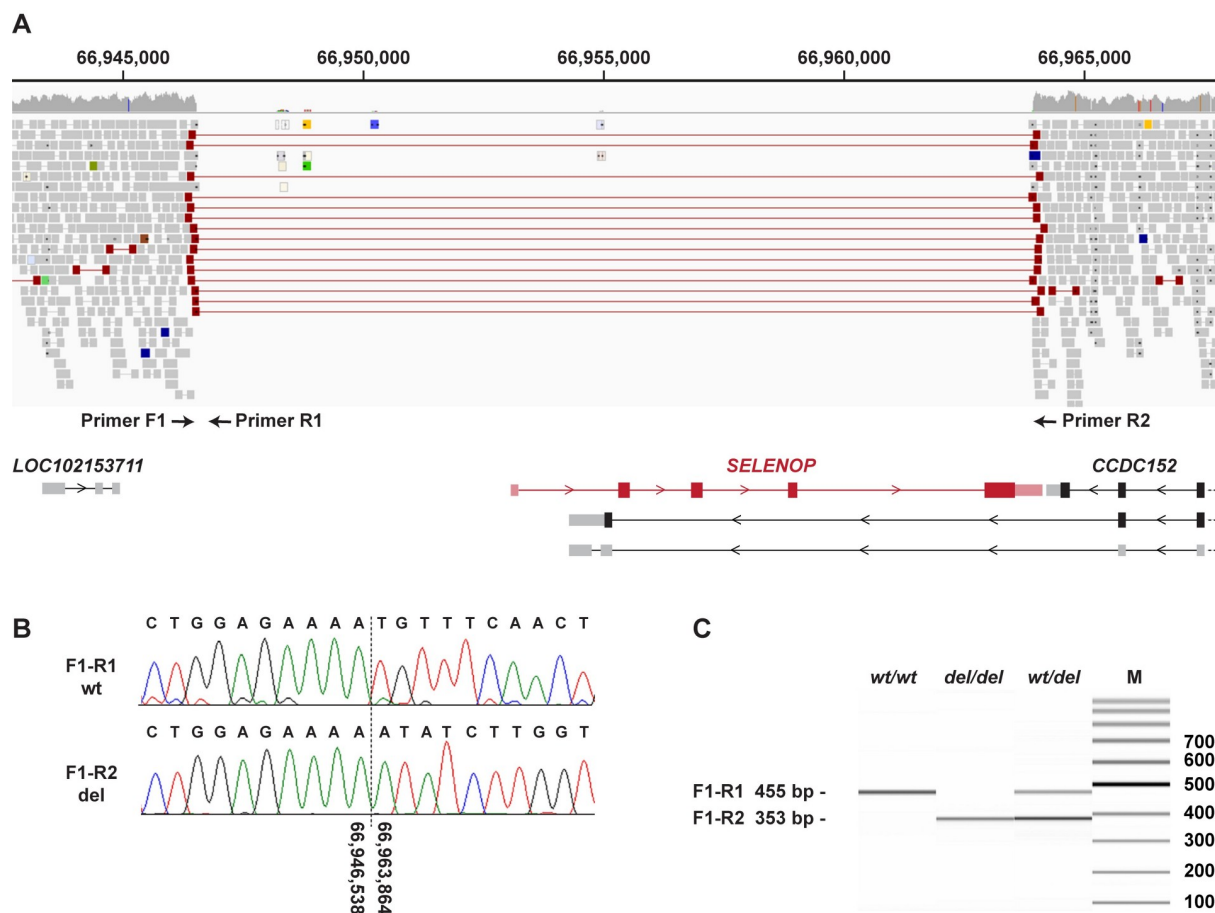 A
66,945,000 66,950,000 66,955,000 66,960,000 66,965,000
Primer F1 Primer R1 Primer R2
LOC102153711 SELENOP CCDC152
B
C T G G A G A A A A T G T T T C A A C T
F1-R1
wt
C T G G A G A A A A A T A T C T T G G T
F1-R2
del
66,946,538
66,963,864
C
wt/wt del/del wt/del M
700
600
500
F1-R1 455 bp -
400
F1-R2 353 bp -
300
200
100